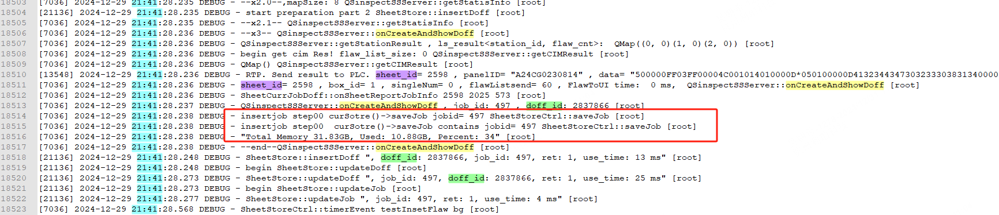 18503 [7036] 2024-12-29 21:41:28.235 DEBUG - --x2.0--,mapSize: 8 QSinspectSSServer::getStatisInfo [root]
18504 [21136] 2024-12-29 21:41:28.235 DEBUG - start preparation part 2 SheetStore::insertDoff [root]
18505 [7036] 2024-12-29 21:41:28.235 DEBUG - --x2.1-- QSinspectSSServer::getStatisInfo [root]
18506 [7036] 2024-12-29 21:41:28.236 DEBUG - --x3-- QSinspectSSServer::onCreateAndShowDoff [root]
18507 [7036] 2024-12-29 21:41:28.236 DEBUG - QSinspectSSServer::getStationResult , ls_result<station_id, flaw_cnt>:  QMap((0, 0)(1, 0)(2, 0)) [root]
18508 [7036] 2024-12-29 21:41:28.236 DEBUG - begin get cim Res! flaw_list_size: 0 QSinspectSSServer::getCIMResult [root]
18509 [7036] 2024-12-29 21:41:28.236 DEBUG - QMap() QSinspectSSServer::getCIMResult [root]
18510 [13548] 2024-12-29 21:41:28.236 DEBUG - RTP. Send result to PLC. sheet_id= 2598 , panelID= "A24CG0230814" , data= "500000FF03FF00004C001014010000D*050100000D4132344347303233303831340000
18511 [7036] 2024-12-29 21:41:28.236 DEBUG - sheet_id= 2598 , box_id= 1 , singleNum= 0 , flawListsend= 60 , FlawToUI time:  0 ms,  QSinspectSSServer::onCreateAndShowDoff [root]
18512 [7036] 2024-12-29 21:41:28.236 DEBUG - SheetCurrJobDoff::onSheetReportJobInfo 2598 2025 573 [root]
18513 [7036] 2024-12-29 21:41:28.237 DEBUG - QSinspectSSServer::onCreateAndShowDoff , job_id: 497 , doff_id: 2837866 [root]
18514 [7036] 2024-12-29 21:41:28.238 DEBUG - insertjob step00 curSotre()->saveJob jobid= 497 SheetStoreCtrl::saveJob [root]
18515 [7036] 2024-12-29 21:41:28.238 DEBUG - insertjob step00  curSotre()->saveJob contains jobid= 497 SheetStoreCtrl::saveJob [root]
18516 [7036] 2024-12-29 21:41:28.238 DEBUG - "Total Memory 31.83GB, Used: 10.88GB, Percent: 34" [root]
18517 [7036] 2024-12-29 21:41:28.238 DEBUG - --end--QSinspectSSServer::onCreateAndShowDoff [root]
18518 [21136] 2024-12-29 21:41:28.248 DEBUG - SheetStore::insertDoff ", doff_id: 2837866, job_id: 497, ret: 1, use_time: 13 ms" [root]
18519 [21136] 2024-12-29 21:41:28.248 DEBUG - begin SheetStore::updateDoff [root]
18520 [21136] 2024-12-29 21:41:28.273 DEBUG - SheetStore::updateDoff ", job_id: 497, doff_id: 2837866, ret: 1, use_time: 25 ms" [root]
18521 [21136] 2024-12-29 21:41:28.273 DEBUG - begin SheetStore::updateJob [root]
18522 [21136] 2024-12-29 21:41:28.277 DEBUG - SheetStore::updateJob ", job_id: 497, ret: 1, use_time: 4 ms" [root]
18523 [7036] 2024-12-29 21:41:28.568 DEBUG - SheetStoreCtrl::timerEvent testInsetFlaw bg [root]